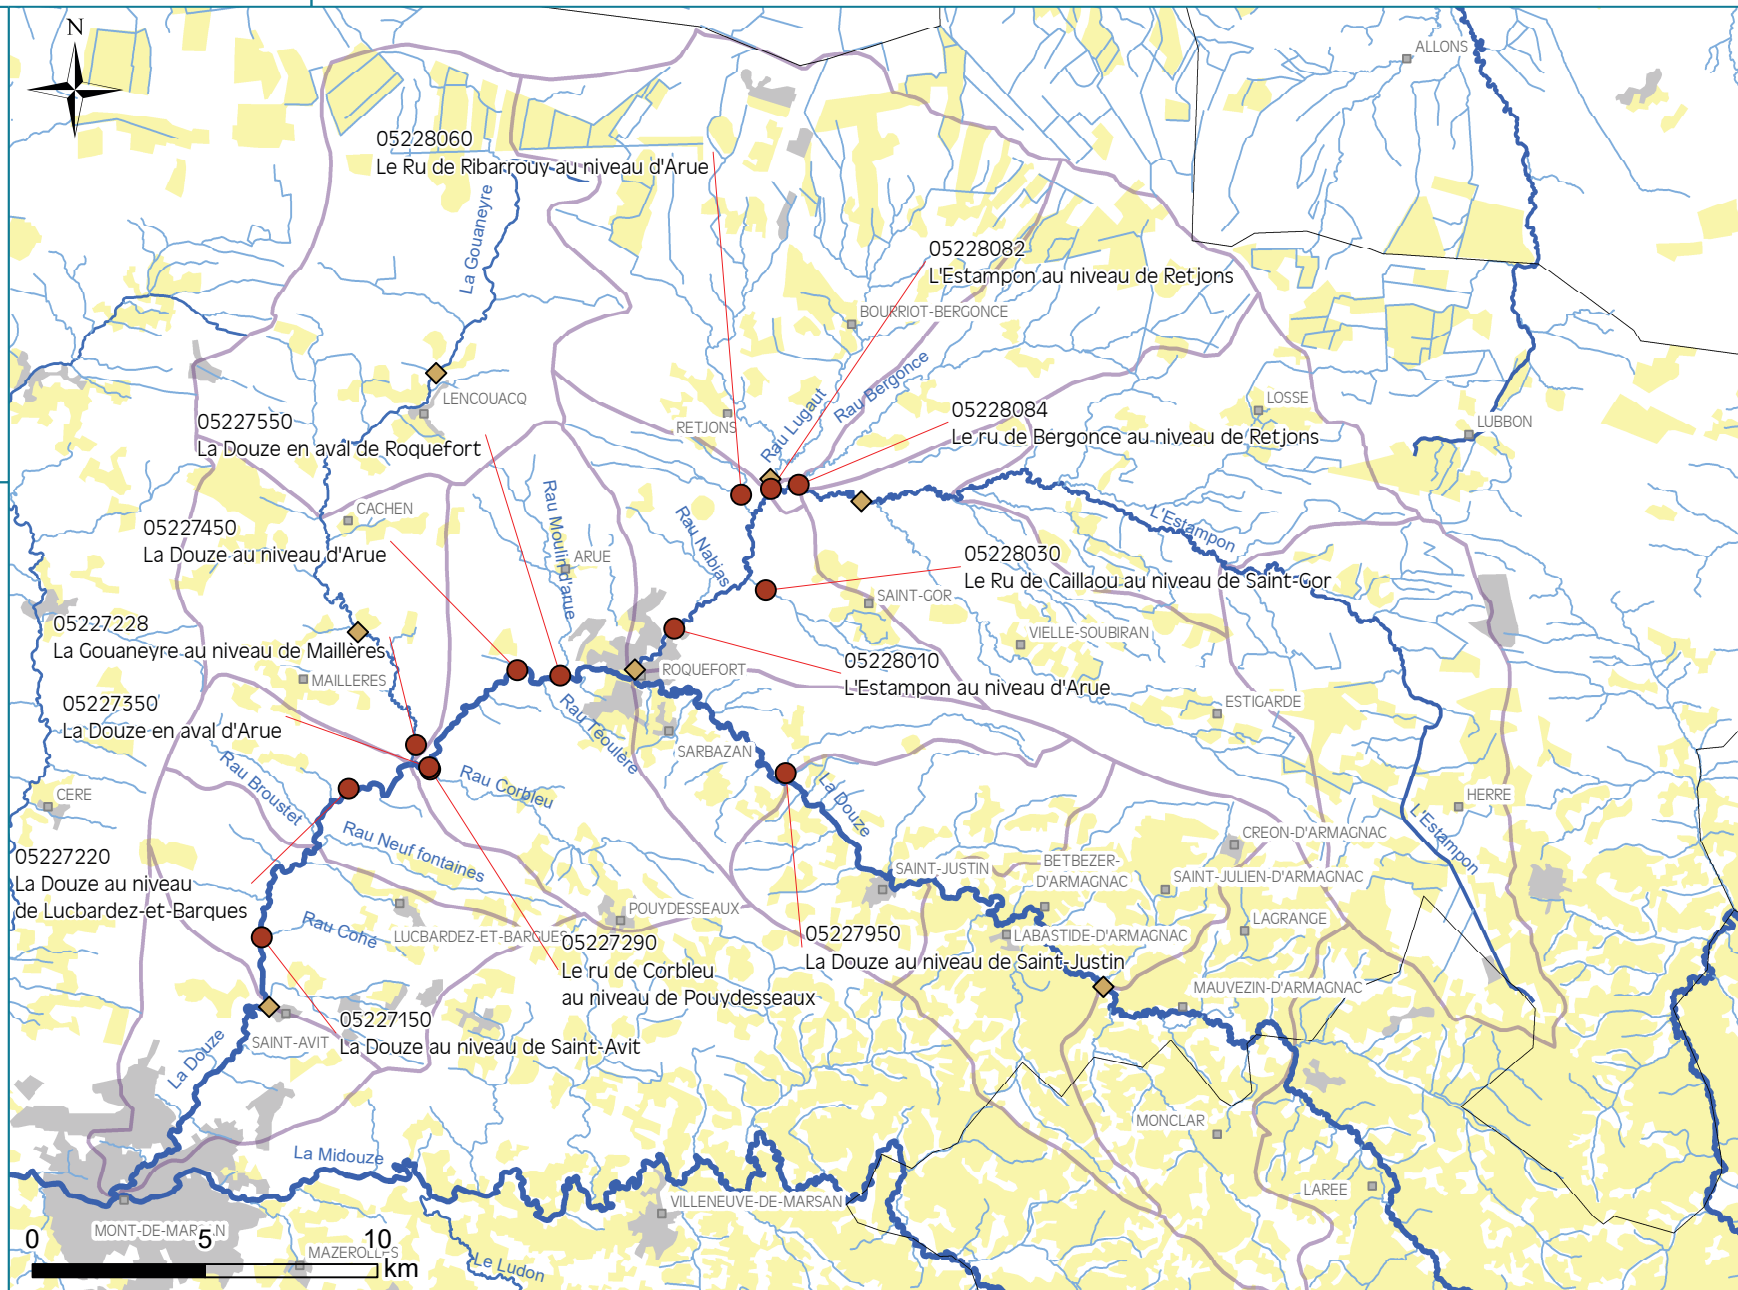 N
ALLONS
05228060
Le Ru de Ribarrouy au niveau d'Arue
La Gouaneyre
05228082
L'Estampon au niveau de Retjons
BOURRIOT-BERGONCE
LENCOUACQ
Rau Lugaut
Rau Bergonce
LOSSE
LUBBON
RETJONS
05227550
La Douze en aval de Roquefort
05228084
Le ru de Bergonce au niveau de Retjons
CACHEN
05227450
La Douze au niveau d'Arue
Rau Moulin d'arue
ARUE
Rau Nabias
L'Estampon
05228030
Le Ru de Caillaou au niveau de Saint-Gor
SAINT-GOR
VIELLE-SOUBIRAN
05227228
La Gouaneyre au niveau de Maillères
MAILLERES
ROQUEFORT
05228010
L'Estampon au niveau d'Arue
05227350
La Douze en aval d'Arue
Rau Téoulère
SARBAZAN
ESTIGARDE
CERE
Rau Broustet
Rau Corbleu
La Douze
HERRE
L'Estampon
Rau Neuf fontaines
CREON-D'ARMAGNAC
05227220
La Douze au niveau
de Lucbardez-et-Barques
SAINT-JUSTIN
BETBEZER-
D'ARMAGNAC
SAINT-JULIEN-D'ARMAGNAC
Rau Cohé
LUCBARDEZ-ET-BARGUES
POUYDESSEAUX
LAGRANGE
LABASTIDE-D'ARMAGNAC
05227290
Le ru de Corbleu
au niveau de Pouydesseaux
05227950
La Douze au niveau de Saint-Justin
MAUVEZIN-D'ARMAGNAC
05227150
La Douze au niveau de Saint-Avit
SAINT-AVIT
La Douze
MONCLAR
La Midouze
LAREE
VILLENEUVE-DE-MARSAN
MONT-DE-MARSAN
MAZEROLLES
Le Ludon
0 5 10
km